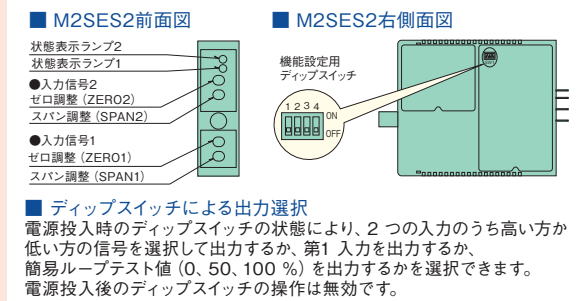 ■ M2SES2前面図
状態表示ランプ2
状態表示ランプ1
●入力信号2
ゼロ調整（ZERO2）
スパン調整（SPAN2）
●入力信号1
ゼロ調整（ZERO1）
スパン調整（SPAN1）
■ M2SES2右側面図
機能設定用
ディップスイッチ
1 2 3 4
ON
OFF
■ ディップスイッチによる出力選択
電源投入時のディップスイッチの状態により、2 つの入力のうち高い方か
低い方の信号を選択して出力するか、第1 入力を出力するか、
簡易ループテスト値（0、50、100 %）を出力するかを選択できます。
電源投入後のディップスイッチの操作は無効です。